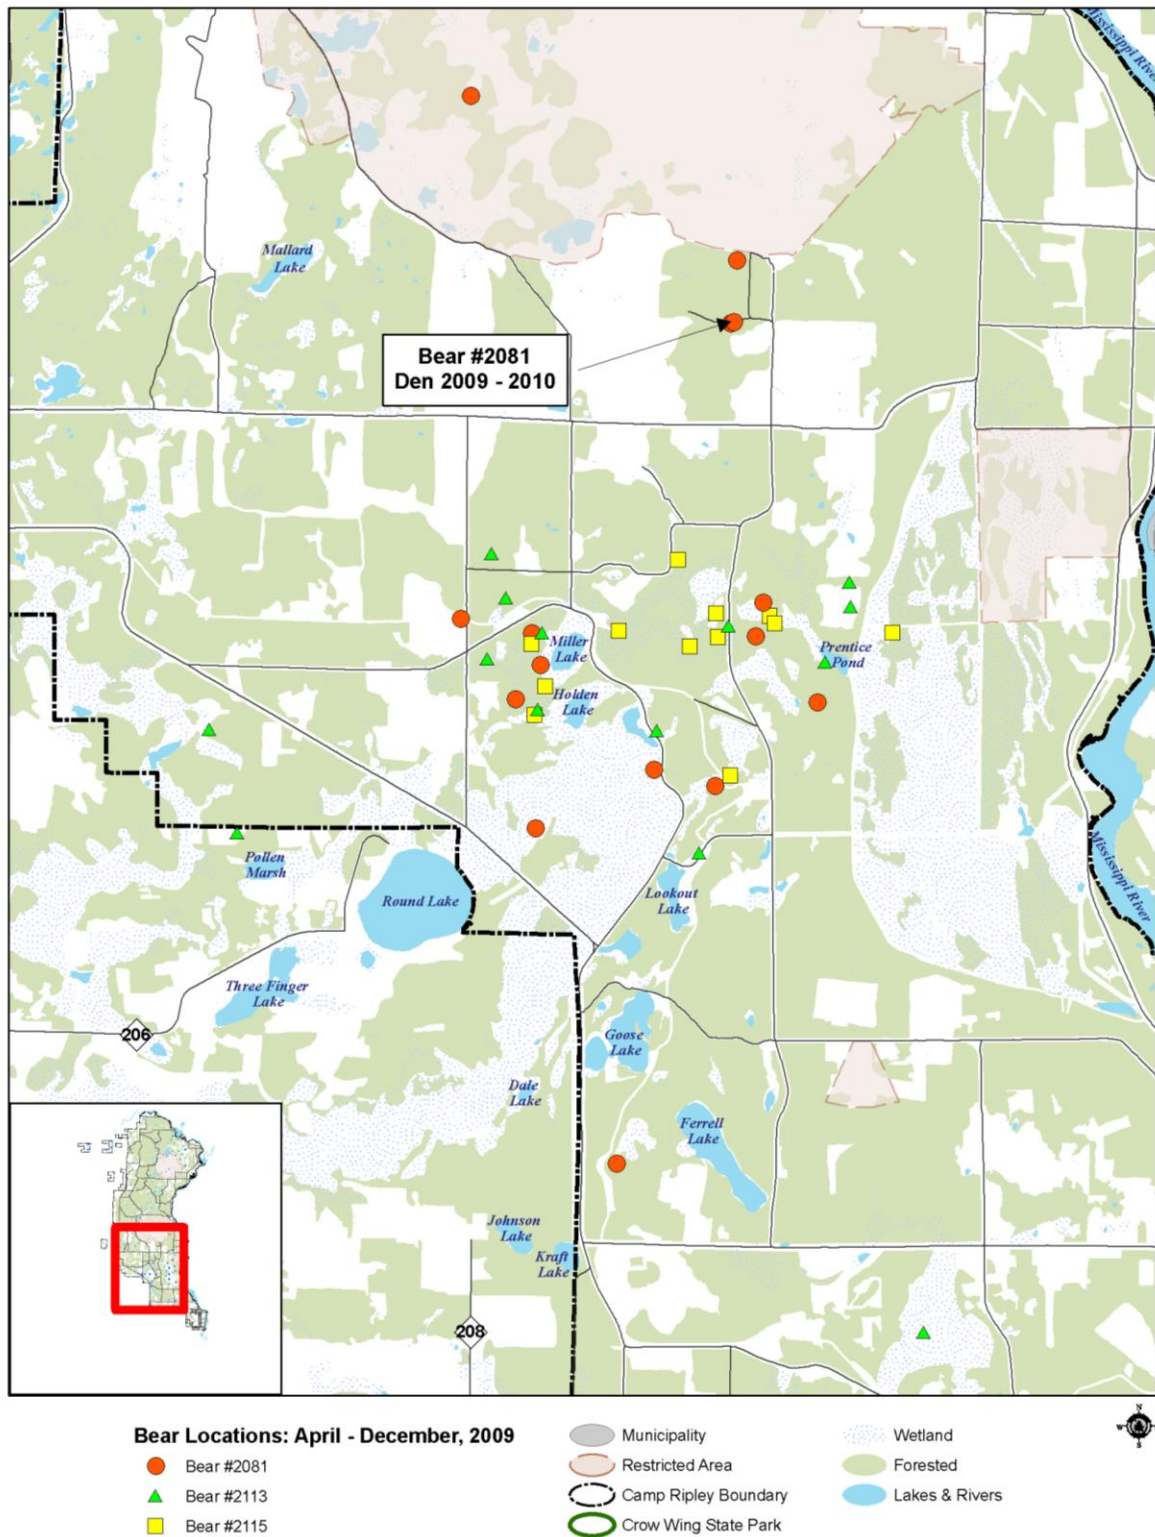 Mississippi River
Mallard
Lake
Bear #2081
Den 2009 - 2010
Miller
Lake
Prentice
Pond
Holden
Lake
Pollen
Marsh
Round Lake
Lookout
Lake
Mississippi River
Three Finger
Lake
206
Goose
Lake
Dale
Lake
Ferrell
Lake
Johnson
Lake
Kraft
Lake
208
Bear Locations: April - December, 2009
Bear #2081
Bear #2113
Bear #2115
Municipality
Restricted Area
Camp Ripley Boundary
Crow Wing State Park
Wetland
Forested
Lakes & Rivers
N
W
E
S